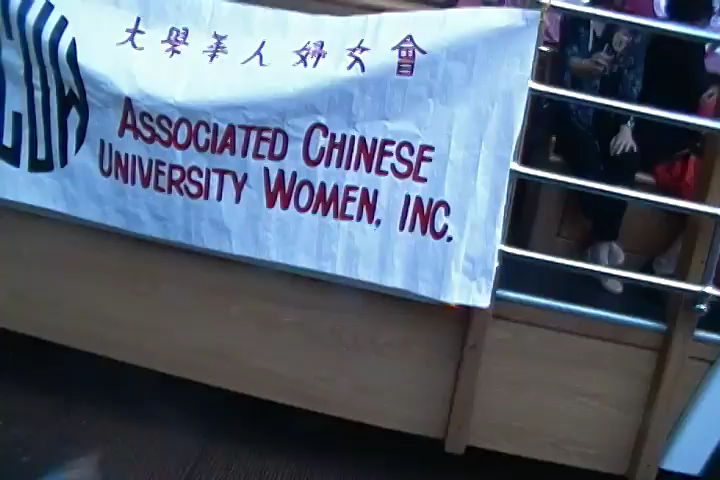 大學華人婦女會
ASSOCIATED CHINESE
UNIVERSITY WOMEN, INC.